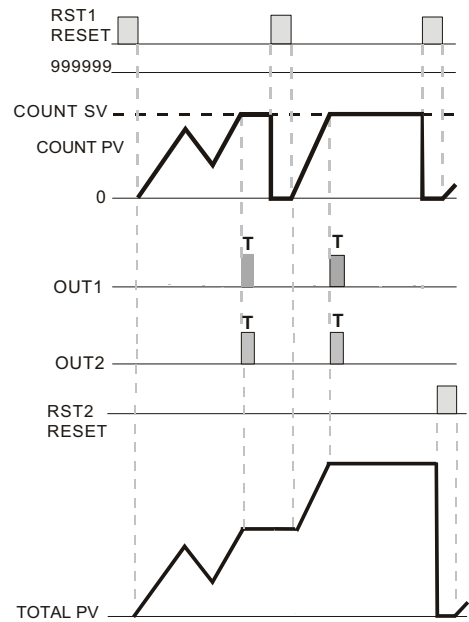 RST1
RESET
999999
COUNT SV
COUNT PV
0
T
T
OUT1
T
T
OUT2
RST2
RESET
TOTAL PV